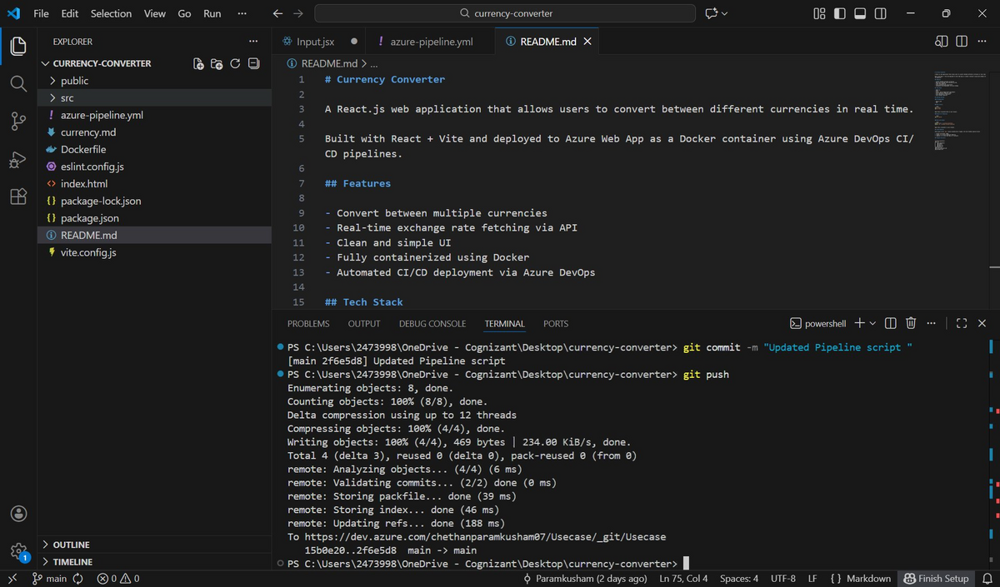 File Edit Selection View Go Run ··· currency-converter
EXPLORER ···
CURRENCY-CONVERTER
public
src
azure-pipeline.yml
currency.md
Dockerfile
eslint.config.js
index.html
package-lock.json
package.json
README.md
vite.config.js
OUTLINE
TIMELINE
Input.jsx azure-pipeline.yml README.md
README.md > ...
1 # Currency Converter
2
3 A React.js web application that allows users to convert between different currencies in real time.
4
5 Built with React + Vite and deployed to Azure Web App as a Docker container using Azure DevOps CI/
CD pipelines.
6
7 ## Features
8
9 - Convert between multiple currencies
10 - Real-time exchange rate fetching via API
11 - Clean and simple UI
12 - Fully containerized using Docker
13 - Automated CI/CD deployment via Azure DevOps
14
15 ## Tech Stack
PROBLEMS OUTPUT DEBUG CONSOLE TERMINAL PORTS powershell
PS C:\Users\2473998\OneDrive - Cognizant\Desktop\currency-converter> git commit -m "Updated Pipeline script "
[main 2f6e5d8] Updated Pipeline script
PS C:\Users\2473998\OneDrive - Cognizant\Desktop\currency-converter> git push
Enumerating objects: 8, done.
Counting objects: 100% (8/8), done.
Delta compression using up to 12 threads
Compressing objects: 100% (4/4), done.
Writing objects: 100% (4/4), 469 bytes | 234.00 KiB/s, done.
Total 4 (delta 3), reused 0 (delta 0), pack-reused 0 (from 0)
remote: Analyzing objects... (4/4) (6 ms)
remote: Validating commits... (2/2) done (0 ms)
remote: Storing packfile... done (39 ms)
remote: Storing index... done (46 ms)
remote: Updating refs... done (188 ms)
To https://dev.azure.com/chethanparamkusham07/Usecase/_git/Usecase
15b0e20..2f6e5d8 main -> main
PS C:\Users\2473998\OneDrive - Cognizant\Desktop\currency-converter>
1
main 0 0 Paramkusham (2 days ago) Ln 75, Col 4 Spaces: 4 UTF-8 LF { } Markdown Finish Setup